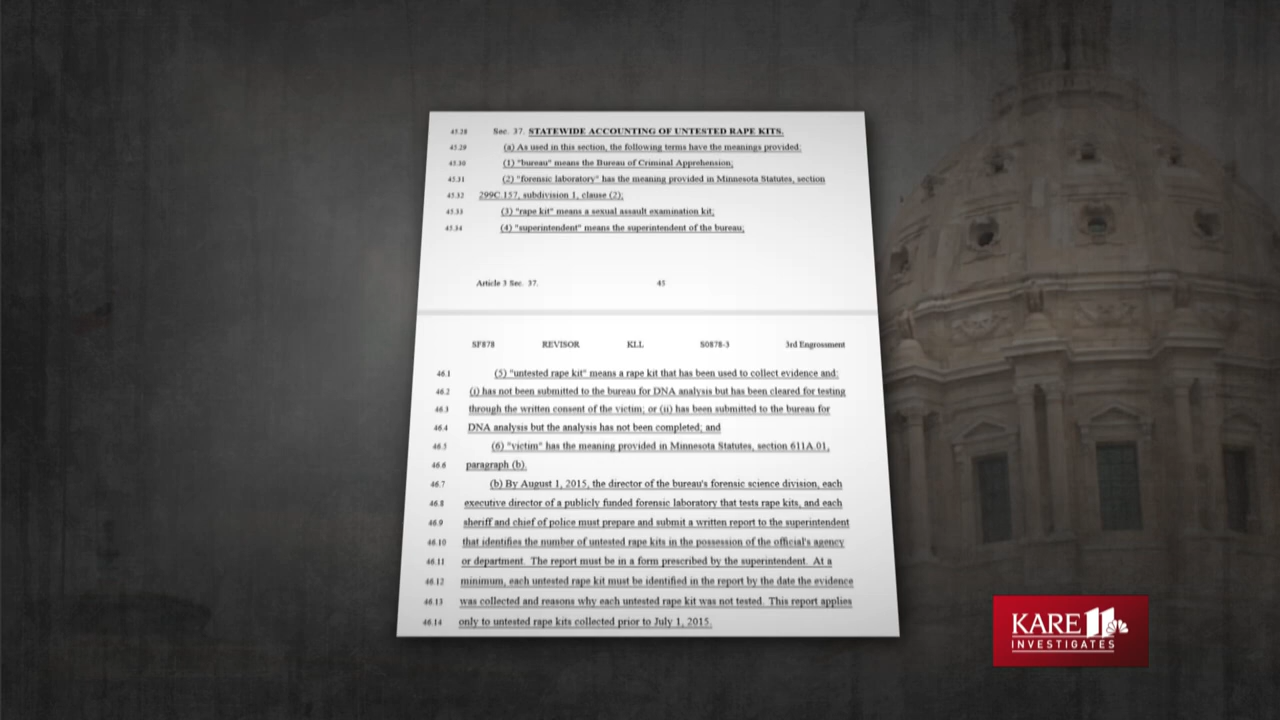 45.28 Sec. 37. STATEWIDE ACCOUNTING OF UNTESTED RAPE KITS.
45.29 (a) As used in this section, the following terms have the meanings provided:
45.30 (1) "bureau" means the Bureau of Criminal Apprehension;
45.31 (2) "forensic laboratory" has the meaning provided in Minnesota Statutes, section
45.32 299C.157, subdivision 1, clause (2);
45.33 (3) "rape kit" means a sexual assault examination kit;
45.34 (4) "superintendent" means the superintendent of the bureau;
Article 3 Sec. 37. 45
SF878 REVISOR KLL S0878-3 3rd Engrossment
46.1 (5) "untested rape kit" means a rape kit that has been used to collect evidence and:
46.2 (i) has not been submitted to the bureau for DNA analysis but has been cleared for testing
46.3 through the written consent of the victim; or (ii) has been submitted to the bureau for
46.4 DNA analysis but the analysis has not been completed; and
46.5 (6) "victim" has the meaning provided in Minnesota Statutes, section 611A.01,
46.6 paragraph (b).
46.7 (b) By August 1, 2015, the director of the bureau's forensic science division, each
46.8 executive director of a publicly funded forensic laboratory that tests rape kits, and each
46.9 sheriff and chief of police must prepare and submit a written report to the superintendent
46.10 that identifies the number of untested rape kits in the possession of the official's agency
46.11 or department. The report must be in a form prescribed by the superintendent. At a
46.12 minimum, each untested rape kit must be identified in the report by the date the evidence
46.13 was collected and reasons why each untested rape kit was not tested. This report applies
46.14 only to untested rape kits collected prior to July 1, 2015.
KARE 11
INVESTIGATES